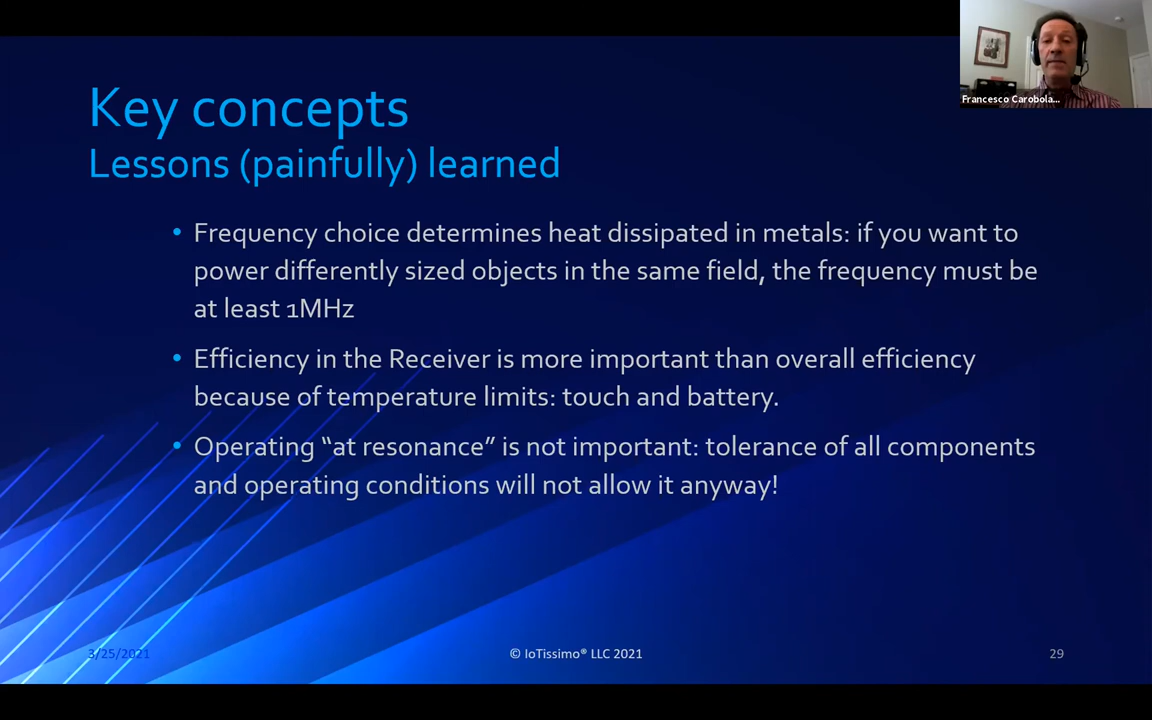 Francesco Carobola...
Key concepts
Lessons (painfully) learned
• Frequency choice determines heat dissipated in metals: if you want to
power differently sized objects in the same field, the frequency must be
at least 1MHz
• Efficiency in the Receiver is more important than overall efficiency
because of temperature limits: touch and battery.
• Operating “at resonance” is not important: tolerance of all components
and operating conditions will not allow it anyway!
3/25/2021
© IoTissimo® LLC 2021
29